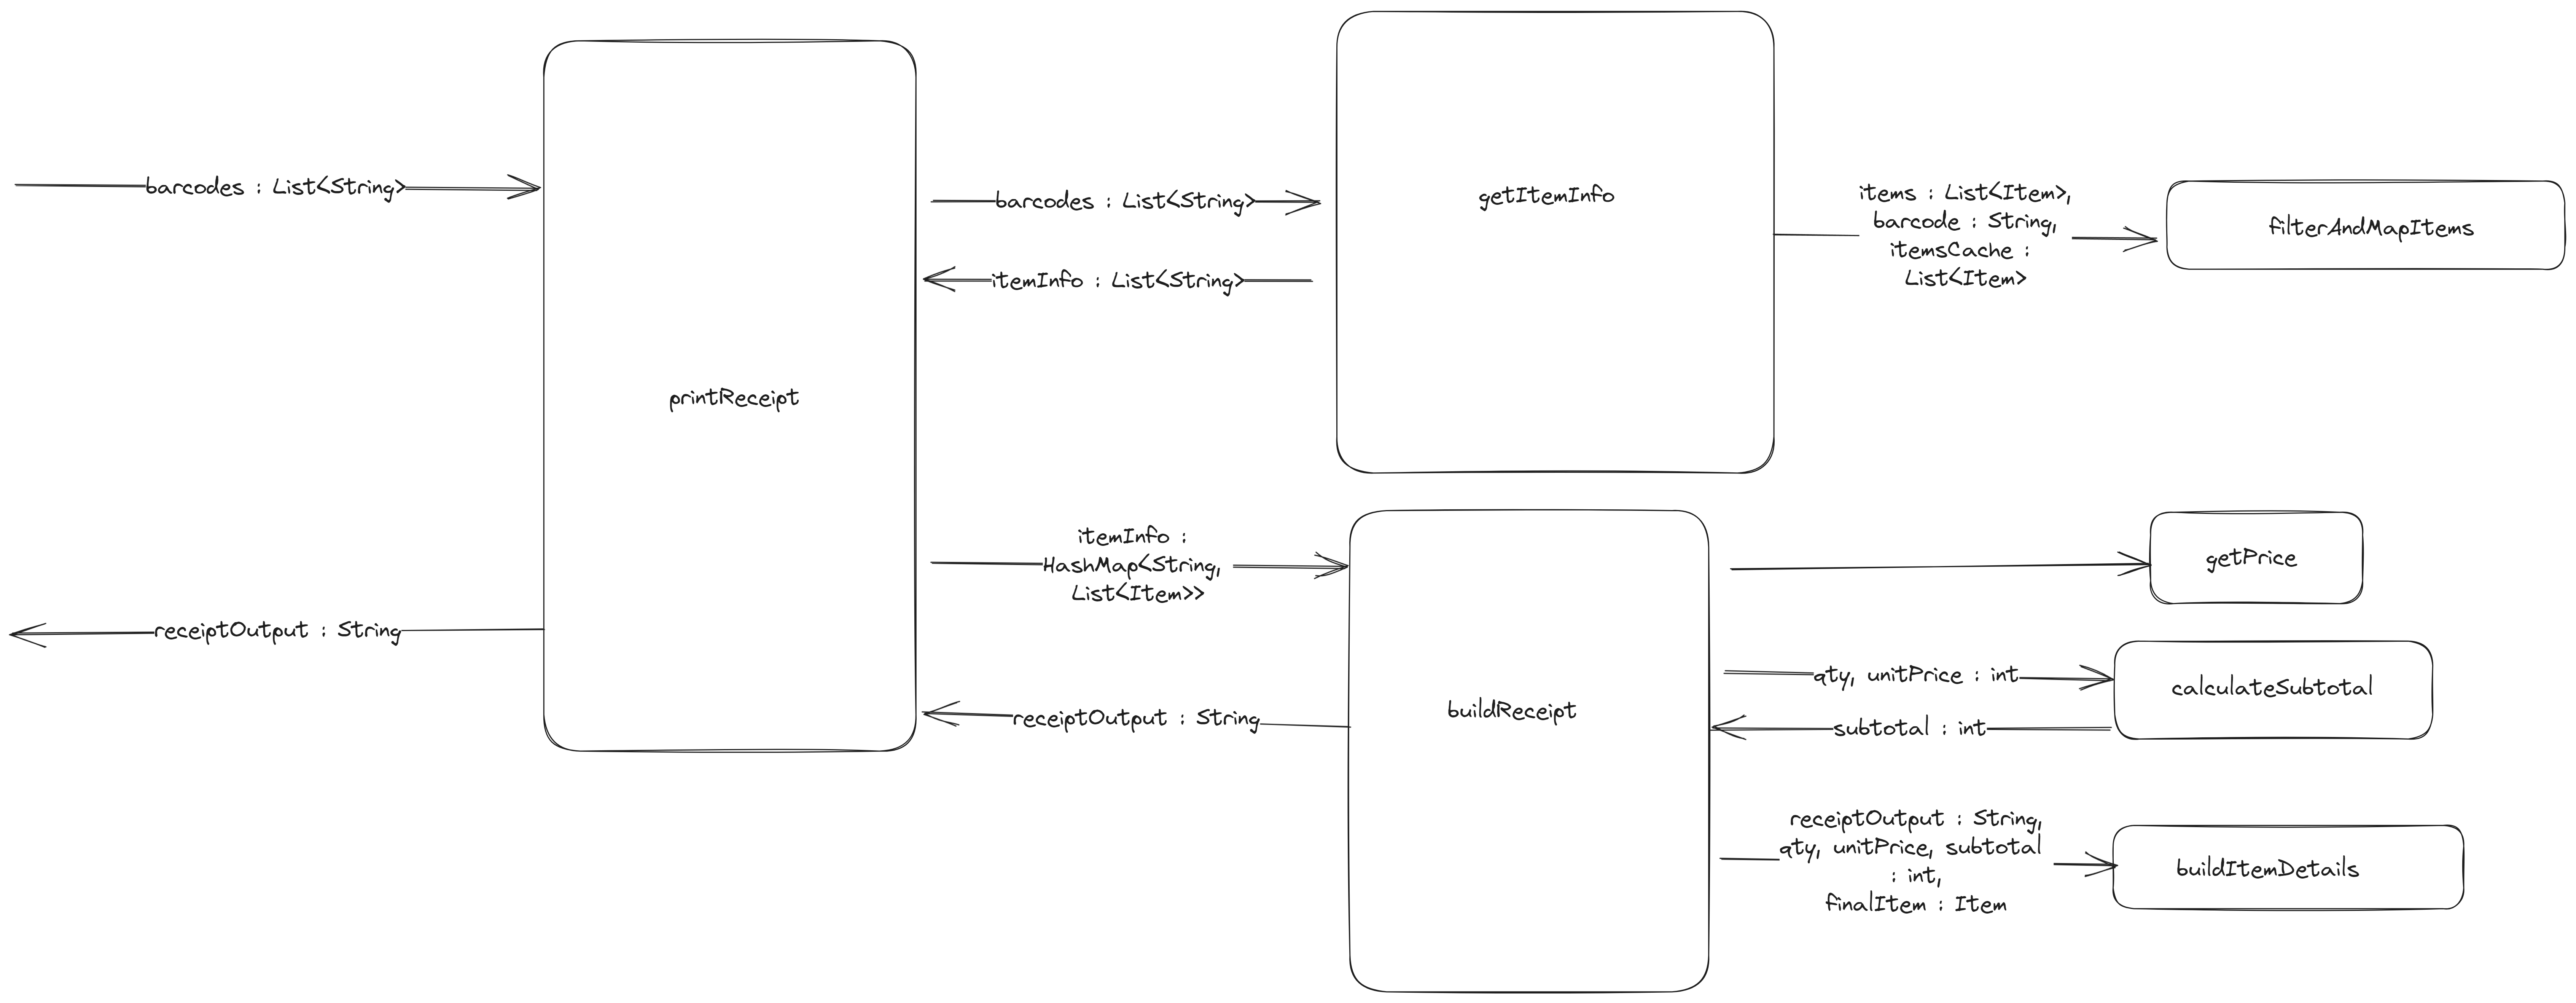 barcodes : List<String>
printReceipt
receiptOutput : String
barcodes : List<String>
itemInfo : List<String>
getItemInfo
items : List<Item>,
barcode : String,
itemsCache :
List<Item>
filterAndMapItems
itemInfo :
HashMap<String,
List<Item>>
receiptOutput : String
buildReceipt
getPrice
qty, unitPrice : int
calculateSubtotal
subtotal : int
receiptOutput : String,
qty, unitPrice, subtotal
: int,
finalItem : Item
buildItemDetails